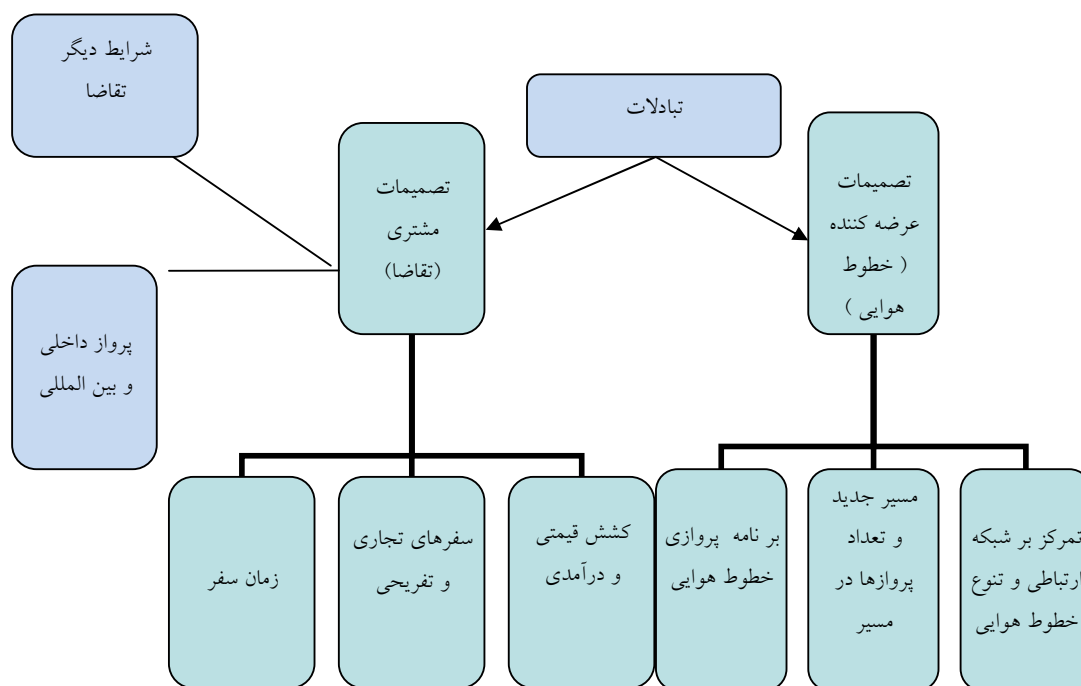 شرایط دیگر
تقاضا
تبادلات
تصمیمات
عرضه کننده
( خطوط
هوایی )
تصمیمات
مشتری
(تقاضا)
پرواز داخلی
و بین المللی
تمرکز بر شبکه
ارتباطی و تنوع
خطوط هوایی
مسیر جدید
و تعداد
پروازها در
مسیر
بر نامه پروازی
خطوط هوایی
کشش قیمتی
و درآمدی
سفرهای تجاری
و تفریحی
زمان سفر